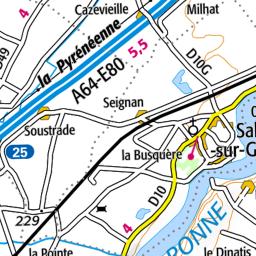 Cazevieille
Milhat
4
5,5
la Pyrénéenne
A64-E80
D10G
Seignan
Soustrade
25
la Busquère
Sal
-sur-G
D10
4
229
la Pointe
RONNE
le Dinatis